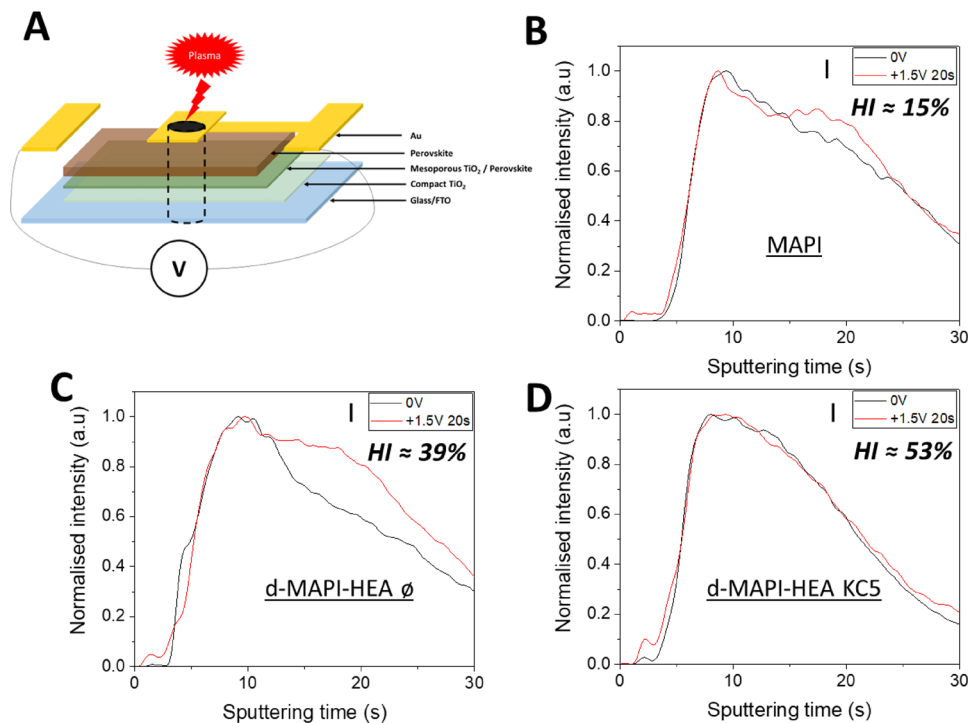 A
Plasma
Au
Perovskite
Mesoporous TiO₂ / Perovskite
Compact TiO₂
Glass/FTO
V
B
Normalised intensity (a.u)
1.0
0.8
0.6
0.4
0.2
0.0
I
0V
+1.5V 20s
HI ≈ 15%
MAPI
0 10 20 30
Sputtering time (s)
C
Normalised intensity (a.u)
1.0
0.8
0.6
0.4
0.2
0.0
I
0V
+1.5V 20s
HI ≈ 39%
d-MAPI-HEA ø
0 10 20 30
Sputtering time (s)
D
Normalised intensity (a.u)
1.0
0.8
0.6
0.4
0.2
0.0
I
0V
+1.5V 20s
HI ≈ 53%
d-MAPI-HEA KC5
0 10 20 30
Sputtering time (s)